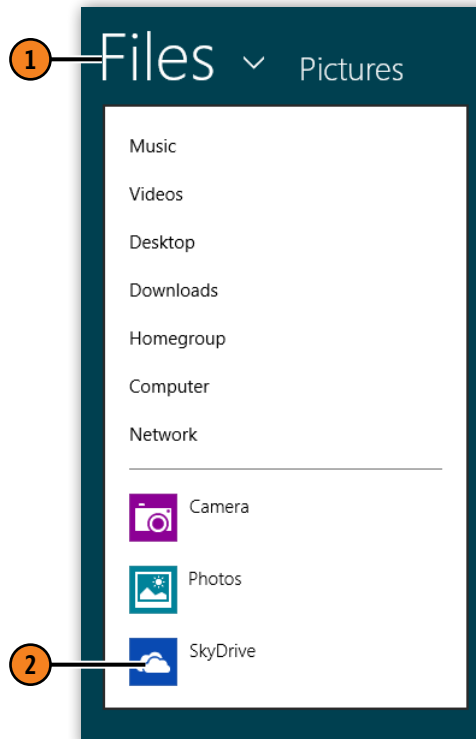 1
Files Pictures
Music
Videos
Desktop
Downloads
Homegroup
Computer
Network
Camera
Photos
2
SkyDrive